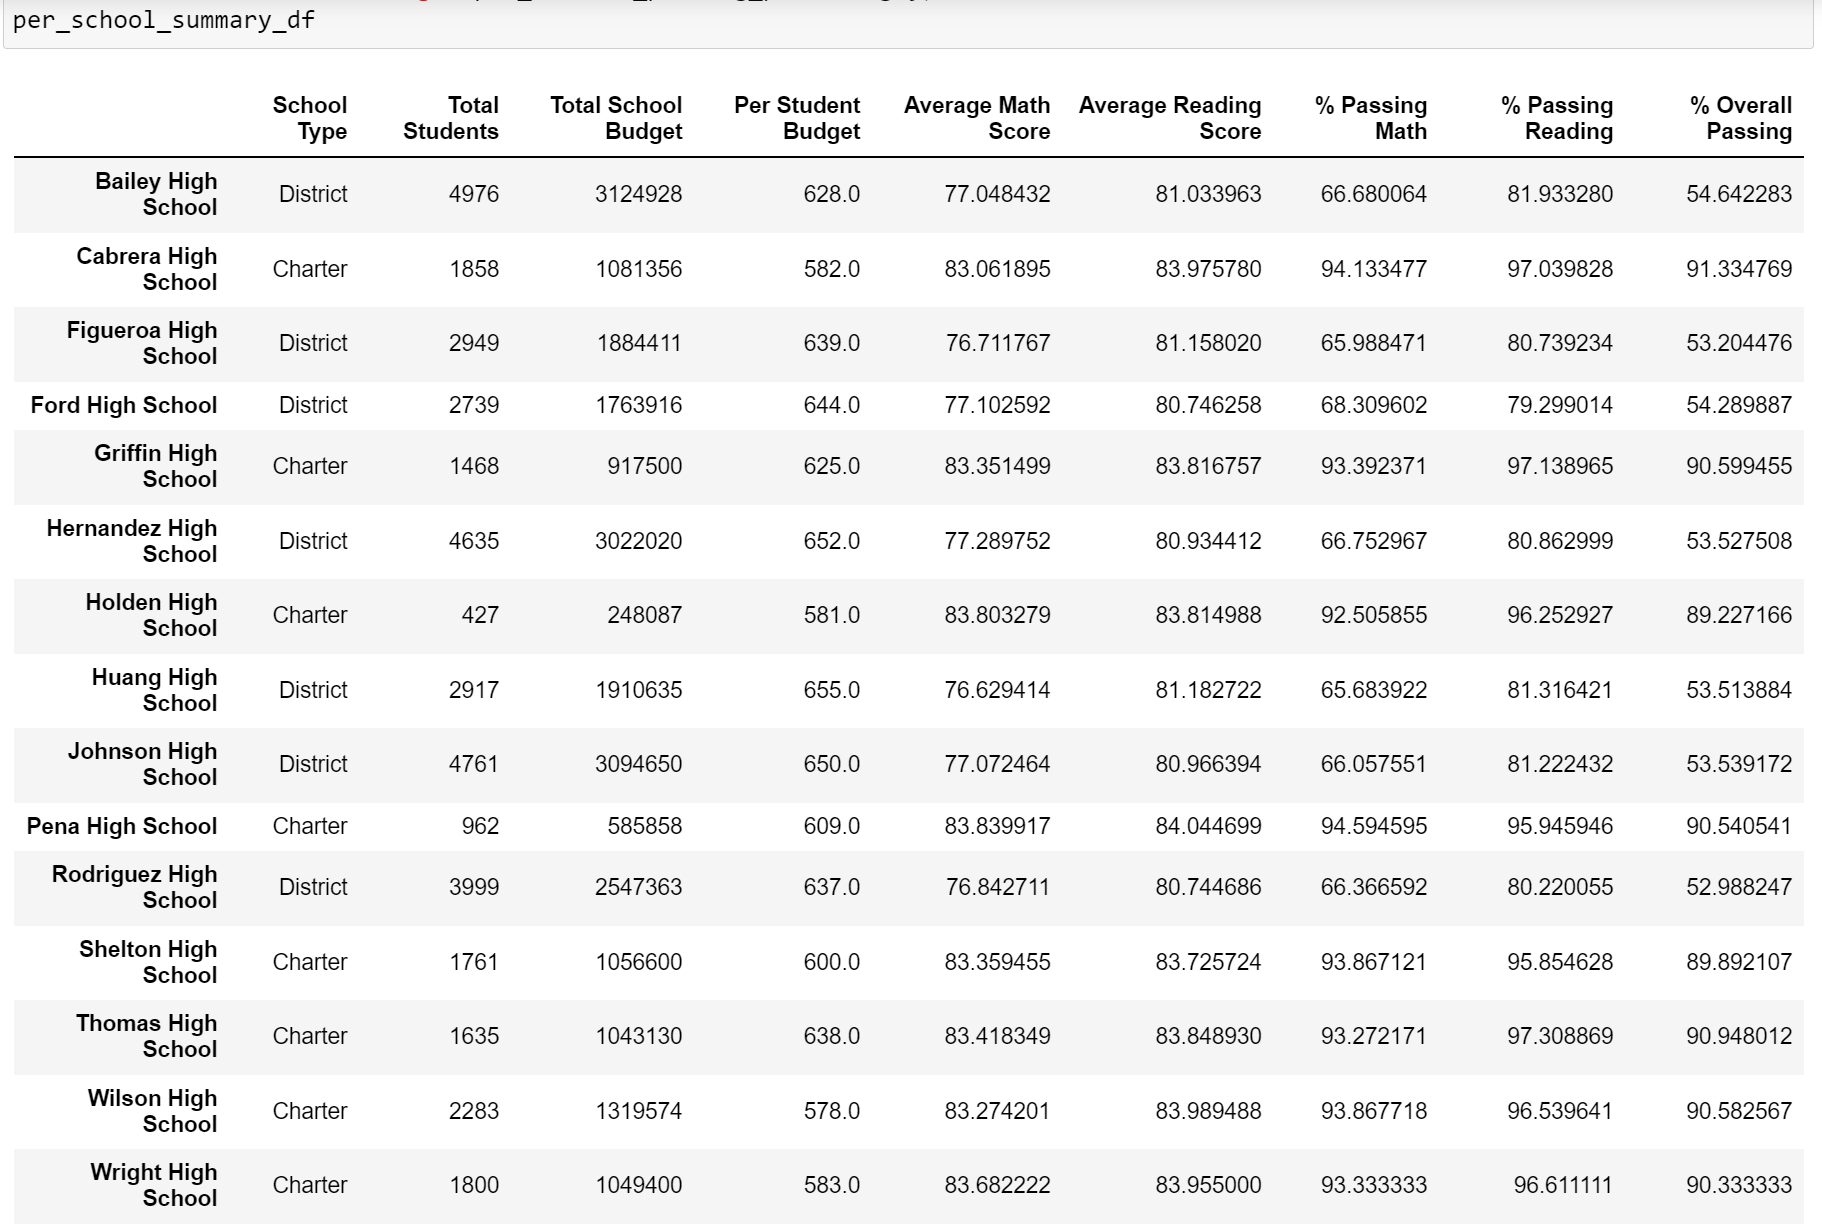 per_school_summary_df
School Type Total Students Total School Budget Per Student Budget Average Math Score Average Reading Score % Passing Math % Passing Reading % Overall Passing
Bailey High School District 4976 3124928 628.0 77.048432 81.033963 66.680064 81.933280 54.642283
Cabrera High School Charter 1858 1081356 582.0 83.061895 83.975780 94.133477 97.039828 91.334769
Figueroa High School District 2949 1884411 639.0 76.711767 81.158020 65.988471 80.739234 53.204476
Ford High School District 2739 1763916 644.0 77.102592 80.746258 68.309602 79.299014 54.289887
Griffin High School Charter 1468 917500 625.0 83.351499 83.816757 93.392371 97.138965 90.599455
Hernandez High School District 4635 3022020 652.0 77.289752 80.934412 66.752967 80.862999 53.527508
Holden High School Charter 427 248087 581.0 83.803279 83.814988 92.505855 96.252927 89.227166
Huang High School District 2917 1910635 655.0 76.629414 81.182722 65.683922 81.316421 53.513884
Johnson High School District 4761 3094650 650.0 77.072464 80.966394 66.057551 81.222432 53.539172
Pena High School Charter 962 585858 609.0 83.839917 84.044699 94.594595 95.945946 90.540541
Rodriguez High School District 3999 2547363 637.0 76.842711 80.744686 66.366592 80.220055 52.988247
Shelton High School Charter 1761 1056600 600.0 83.359455 83.725724 93.867121 95.854628 89.892107
Thomas High School Charter 1635 1043130 638.0 83.418349 83.848930 93.272171 97.308869 90.948012
Wilson High School Charter 2283 1319574 578.0 83.274201 83.989488 93.867718 96.539641 90.582567
Wright High School Charter 1800 1049400 583.0 83.682222 83.955000 93.333333 96.611111 90.333333